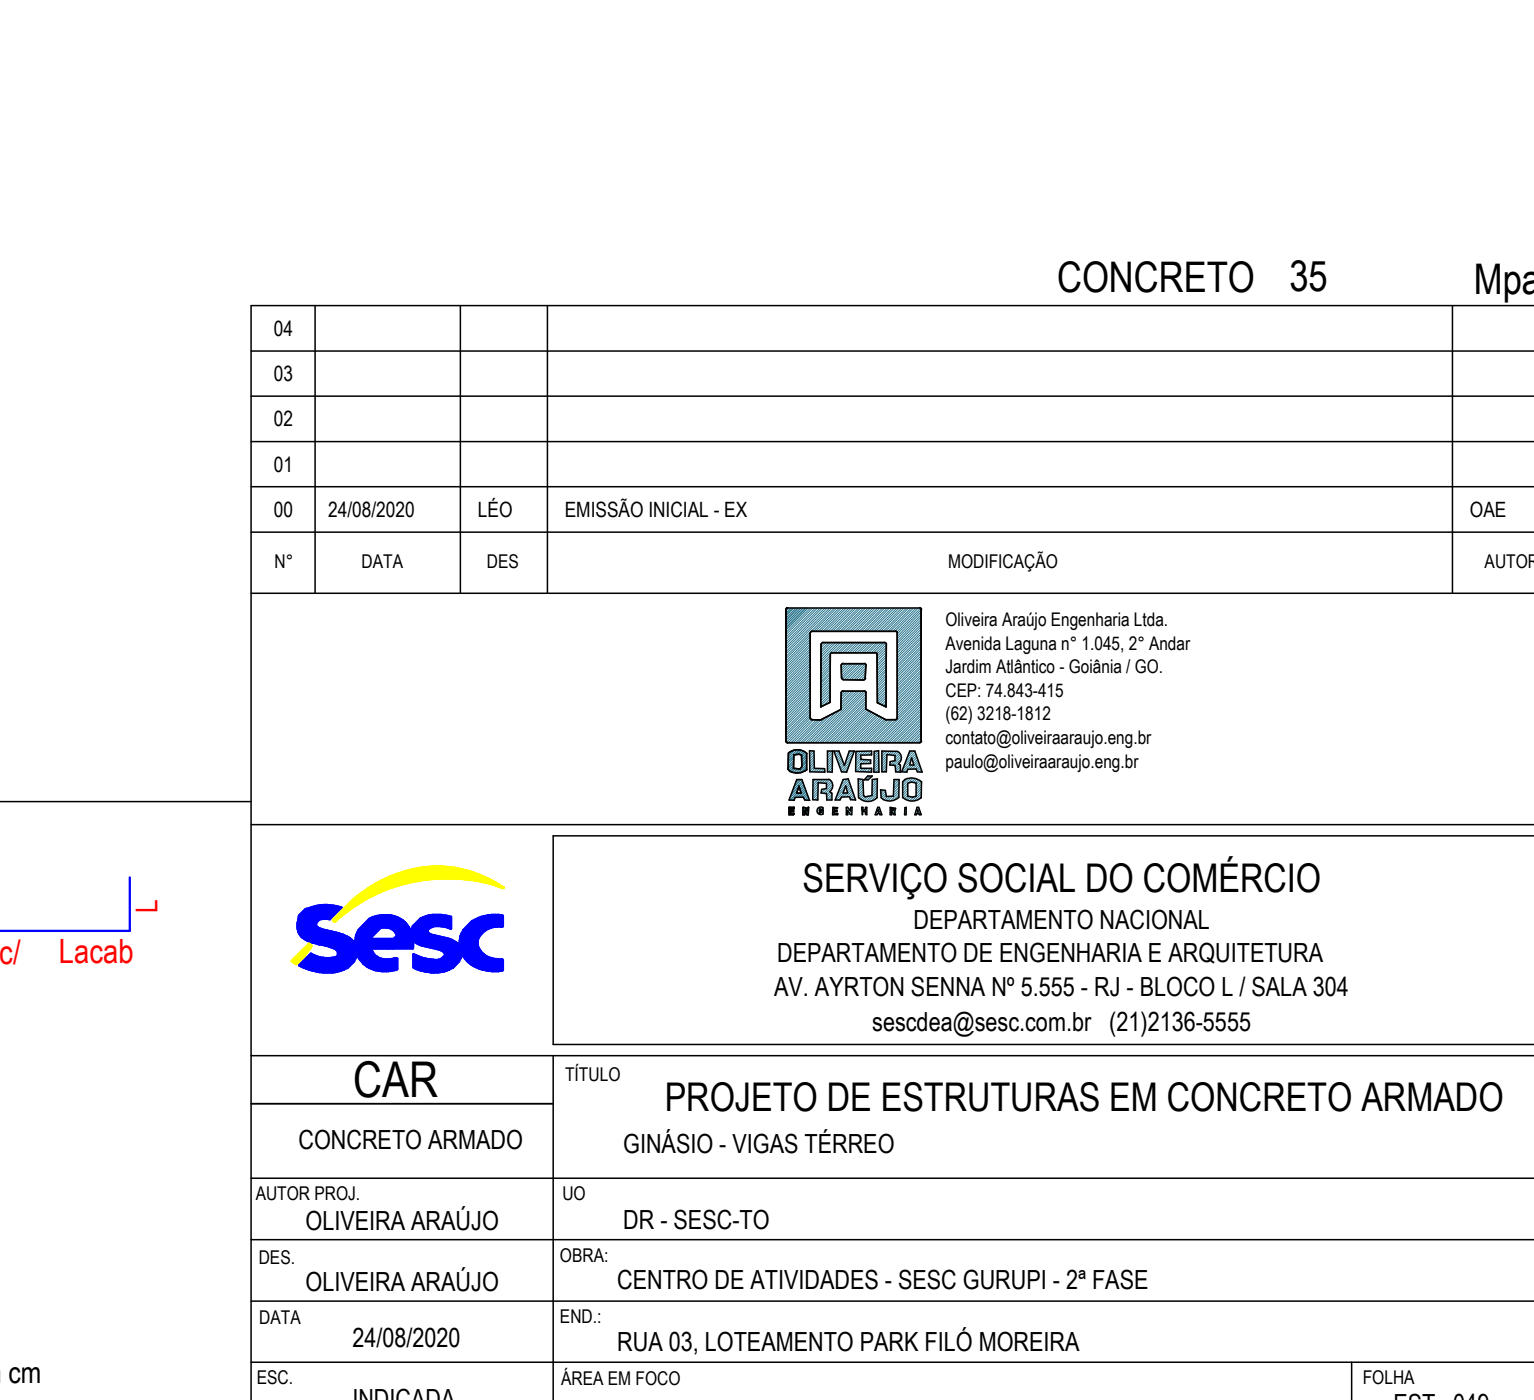 CONCRETO 35
04
03
02
01
00 24/08/2020 LÉO EMISSÃO INICIAL - EX OAE
N° DATA DES MODIFICAÇÃO AUTOR
OLIVEIRA
ARAÚJO
ENGENHARIA
Oliveira Araújo Engenharia Ltda.
Avenida Laguna n° 1.045, 2° Andar
Jardim Atlântico - Goiânia / GO.
CEP: 74.843-415
(62) 3218-1812
contato@oliveiraaraujo.eng.br
paulo@oliveiraaraujo.eng.br
L
c/ Lacab
Sesc
SERVIÇO SOCIAL DO COMÉRCIO
DEPARTAMENTO NACIONAL
DEPARTAMENTO DE ENGENHARIA E ARQUITETURA
AV. AYRTON SENNA Nº 5.555 - RJ - BLOCO L / SALA 304
sescdea@sesc.com.br (21)2136-5555
CAR
CONCRETO ARMADO
TÍTULO
PROJETO DE ESTRUTURAS EM CONCRETO ARMADO
GINÁSIO - VIGAS TÉRREO
AUTOR PROJ.
OLIVEIRA ARAÚJO
UO
DR - SESC-TO
DES.
OLIVEIRA ARAÚJO
OBRA:
CENTRO DE ATIVIDADES - SESC GURUPI - 2ª FASE
DATA
24/08/2020
END.:
RUA 03, LOTEAMENTO PARK FILÓ MOREIRA
cm
ESC.
INDICADA
ÁREA EM FOCO
FOLHA